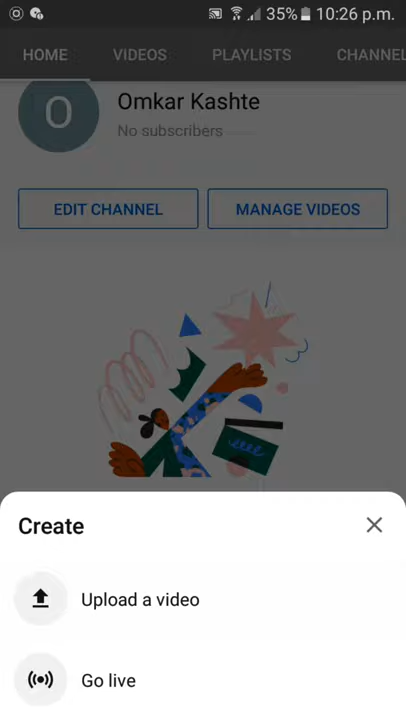 35% 10:26 p.m.
HOME VIDEOS PLAYLISTS CHANNEL
O
Omkar Kashte
No subscribers
EDIT CHANNEL MANAGE VIDEOS
Create
Upload a video
Go live